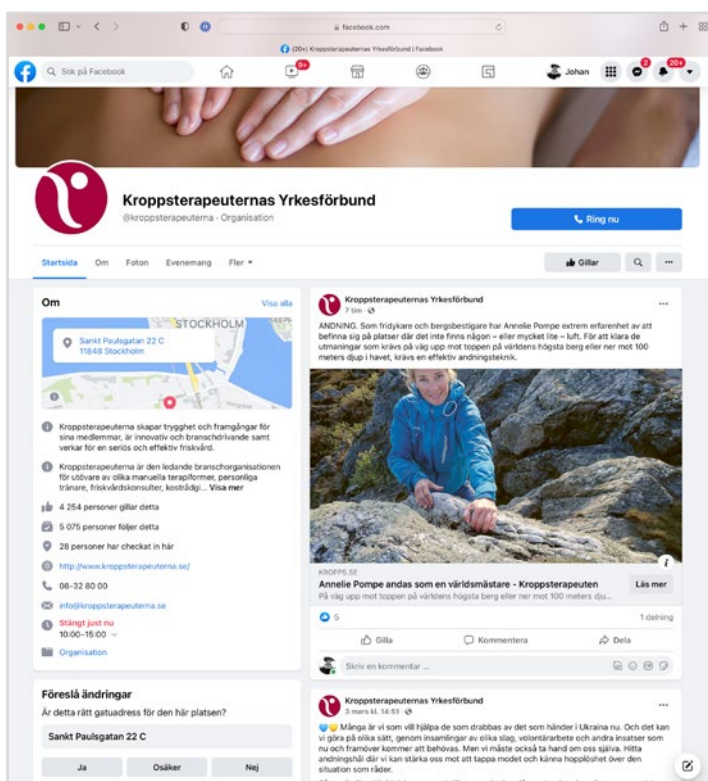 facebook.com
(20+) Kroppsterapeuternas Yrkesförbund | Facebook
Sök på Facebook
9+
Johan
2
20+
Kroppsterapeuternas Yrkesförbund
@kroppsterapeuterna · Organisation
Ring nu
Startsida Om Foton Evenemang Fler
Gillar
Om
Visa alla
STOCKHOLM
Sankt Paulsgatan 22 C
11848 Stockholm
Kroppsterapeuterna skapar trygghet och framgångar för
sina medlemmar, är innovativ och branschdrivande samt
verkar för en seriös och effektiv friskvård.
Kroppsterapeuterna är den ledande branschorganisationen
för utövare av olika manuella terapiformer, personliga
tränare, friskvårdskonsulter, kostrådgi... Visa mer
4 254 personer gillar detta
5 075 personer följer detta
28 personer har checkat in här
http://www.kroppsterapeuterna.se/
08-32 80 00
info@kroppsterapeuterna.se
Stängt just nu
10:00–15:00
Organisation
Föreslå ändringar
Är detta rätt gatuadress för den här platsen?
Sankt Paulsgatan 22 C
Ja Osäker Nej
Kroppsterapeuternas Yrkesförbund
7 tim ·
ANDNING. Som fridykare och bergsbestigare har Annelie Pompe extrem erfarenhet av att
befinna sig på platser där det inte finns någon – eller mycket lite – luft. För att klara de
utmaningar som krävs på väg upp mot toppen på världens högsta berg eller ner mot 100
meters djup i havet, krävs en effektiv andningsteknik.
KROPPS.SE
Annelie Pompe andas som en världsmästare - Kroppsterapeuten
På väg upp mot toppen på världens högsta berg eller ner mot 100 meters dju...
Läs mer
5
1 delning
Gilla Kommentera Dela
Skriv en kommentar ...
Kroppsterapeuternas Yrkesförbund
3 mars kl. 14:51 ·
Många är vi som vill hjälpa de som drabbas av det som händer i Ukraina nu. Och det kan
vi göra på olika sätt, genom insamlingar av olika slag, volontärarbete och andra insatser som
nu och framöver kommer att behövas. Men vi måste också ta hand om oss själva. Hitta
andningshål där vi kan stärka oss mot att tappa modet och känna hopplöshet över den
situation som råder.